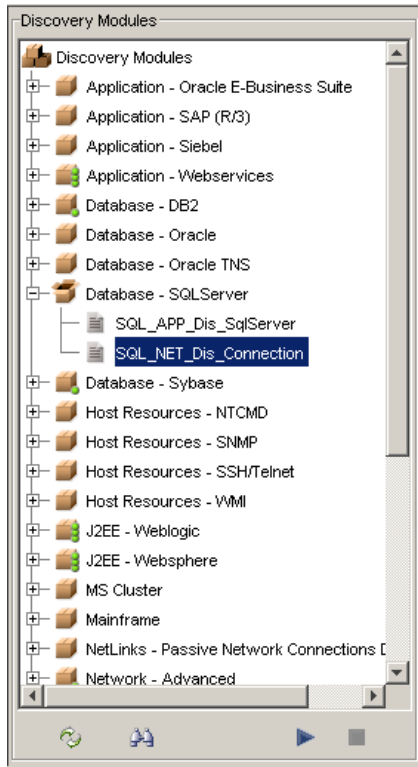 Discovery Modules
Discovery Modules
Application - Oracle E-Business Suite
Application - SAP (R/3)
Application - Siebel
Application - Webservices
Database - DB2
Database - Oracle
Database - Oracle TNS
Database - SQLServer
SQL_APP_Dis_SqlServer
SQL_NET_Dis_Connection
Database - Sybase
Host Resources - NTCMD
Host Resources - SNMP
Host Resources - SSH/Telnet
Host Resources - WMI
J2EE - Weblogic
J2EE - Websphere
MS Cluster
Mainframe
NetLinks - Passive Network Connections
Network - Advanced